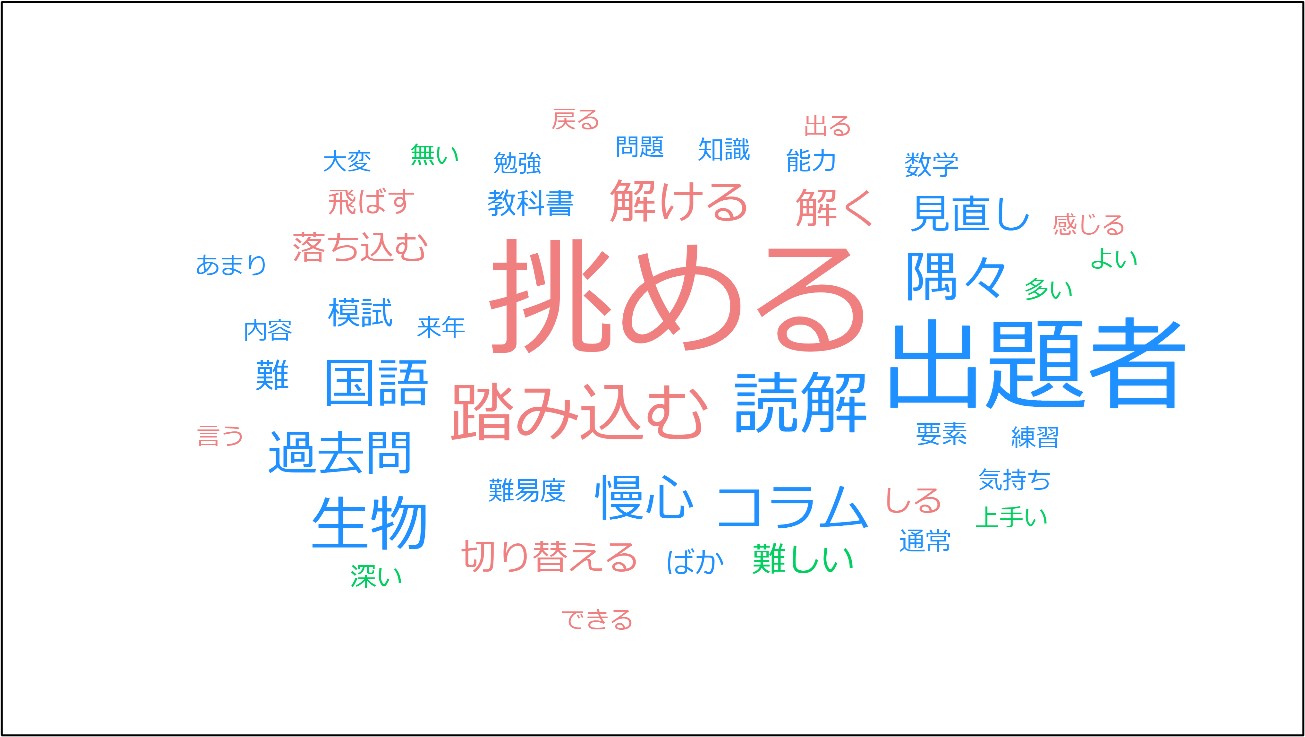 戻る
出る
問題
知識
大変
無い
勉強
能力
数学
飛ばす
教科書
解ける
解く
見直し
感じる
落ち込む
あまり
挑める
隅々
よい
多い
模試
来年
内容
出題者
難
国語
踏み込む
読解
言う
過去問
要素
練習
難易度
慢心
コラム
しる
気持ち
生物
上手い
切り替える
ばか
難しい
通常
深い
できる